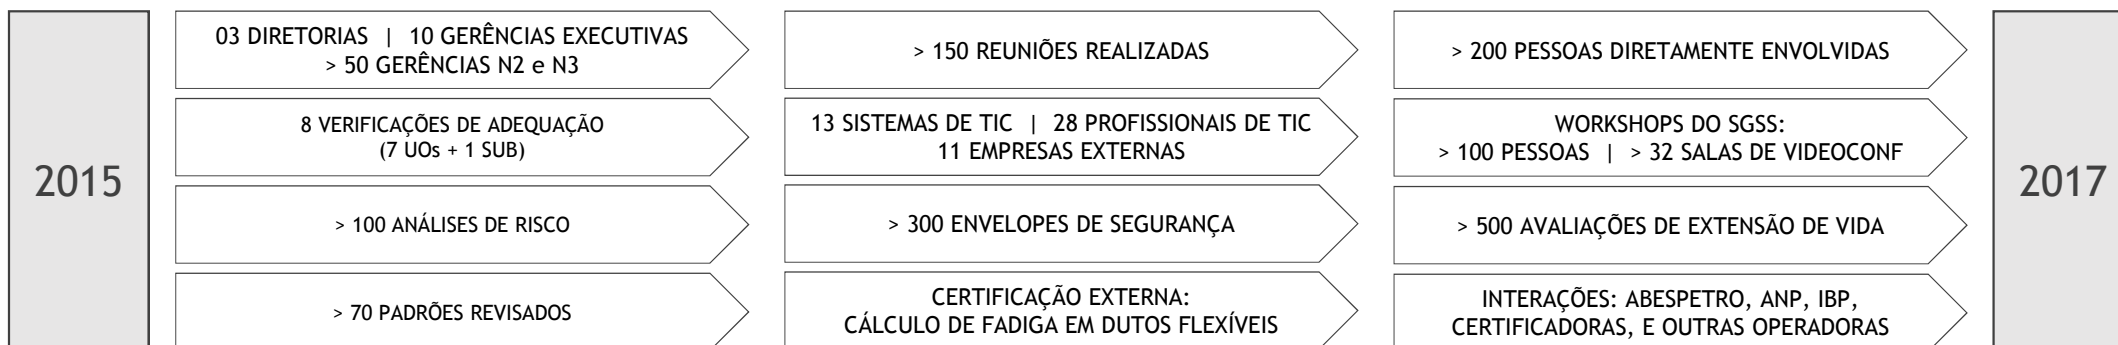 2015
03 DIRETORIAS | 10 GERÊNCIAS EXECUTIVAS
> 50 GERÊNCIAS N2 e N3
> 150 REUNIÕES REALIZADAS
> 200 PESSOAS DIRETAMENTE ENVOLVIDAS
8 VERIFICAÇÕES DE ADEQUAÇÃO
(7 UOs + 1 SUB)
13 SISTEMAS DE TIC | 28 PROFISSIONAIS DE TIC
11 EMPRESAS EXTERNAS
WORKSHOPS DO SGSS:
> 100 PESSOAS | > 32 SALAS DE VIDEOCONF
> 100 ANÁLISES DE RISCO
> 300 ENVELOPES DE SEGURANÇA
> 500 AVALIAÇÕES DE EXTENSÃO DE VIDA
> 70 PADRÕES REVISADOS
CERTIFICAÇÃO EXTERNA:
CÁLCULO DE FADIGA EM DUTOS FLEXÍVEIS
INTERAÇÕES: ABESPETRO, ANP, IBP,
CERTIFICADORAS, E OUTRAS OPERADORAS
2017